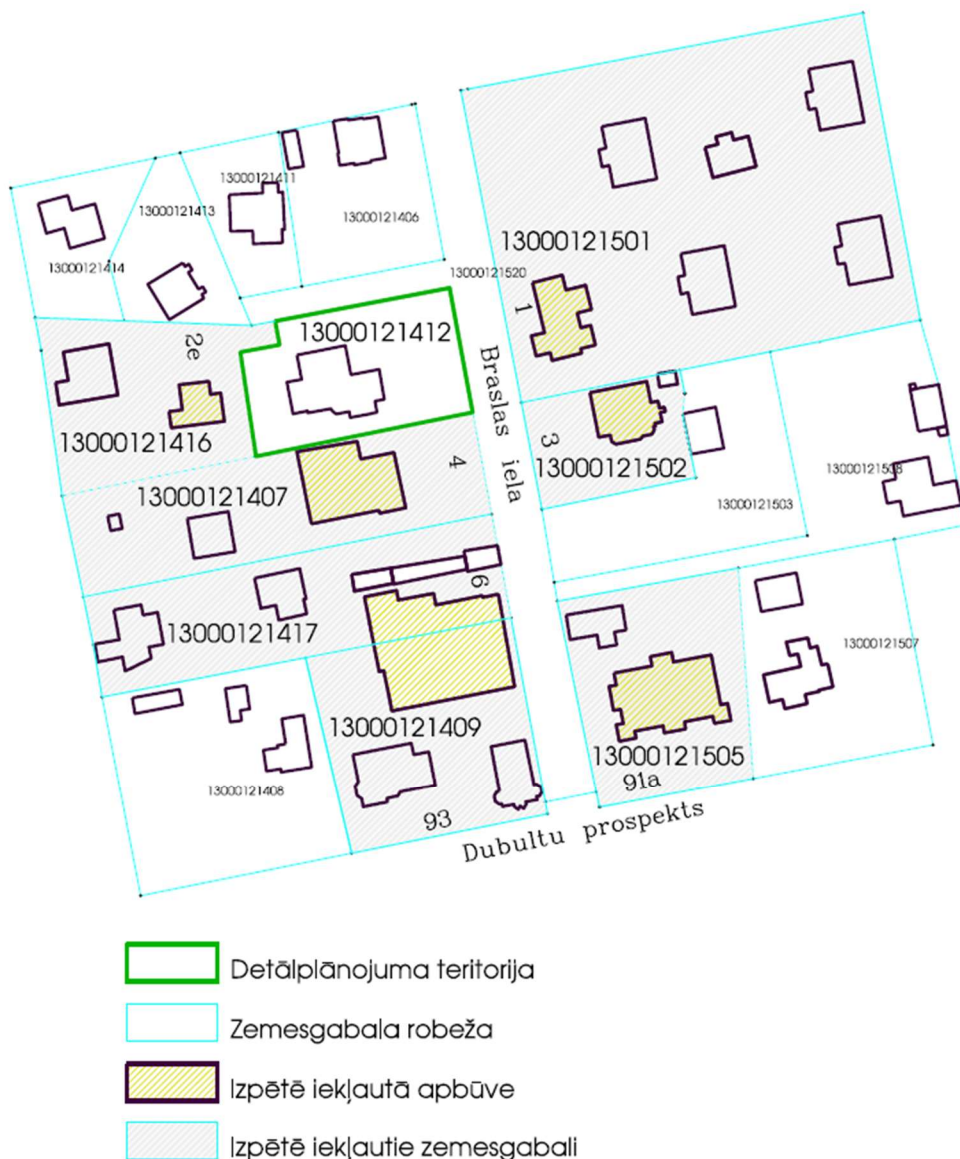 13000121411
13000121413
13000121406
13000121414
13000121501
13000121520
1
13000121412
2e
Braslas iela
13000121416
4
3
13000121502
13000121407
13000121503
6
13000121417
13000121507
13000121409
13000121505
13000121408
91a
93
Dubultu prospekts
Detālplānojuma teritorija
Zemesgabala robeža
Izpētē iekļautā apbūve
Izpētē iekļautie zemesgabali